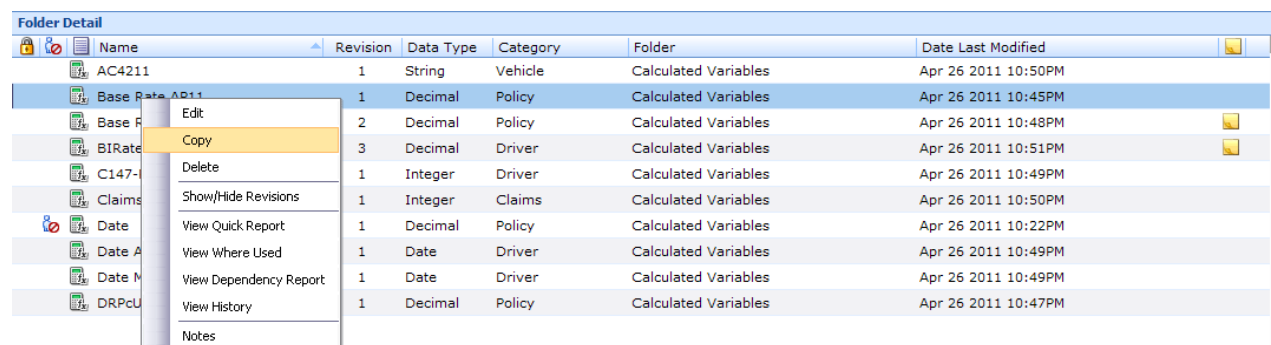 Folder Detail
Name Revision Data Type Category Folder Date Last Modified
AC4211 1 String Vehicle Calculated Variables Apr 26 2011 10:50PM
Base Rate AP11 1 Decimal Policy Calculated Variables Apr 26 2011 10:45PM
Edit
Base 2 Decimal Policy Calculated Variables Apr 26 2011 10:48PM
Copy
BIRate 3 Decimal Driver Calculated Variables Apr 26 2011 10:51PM
Delete
C147- 1 Integer Driver Calculated Variables Apr 26 2011 10:49PM
Show/Hide Revisions
Claims 1 Integer Claims Calculated Variables Apr 26 2011 10:50PM
View Quick Report
Date 1 Decimal Policy Calculated Variables Apr 26 2011 10:22PM
View Where Used
Date A 1 Date Driver Calculated Variables Apr 26 2011 10:49PM
View Dependency Report
Date 1 Date Driver Calculated Variables Apr 26 2011 10:49PM
View History
DRPcU 1 Decimal Policy Calculated Variables Apr 26 2011 10:47PM
Notes